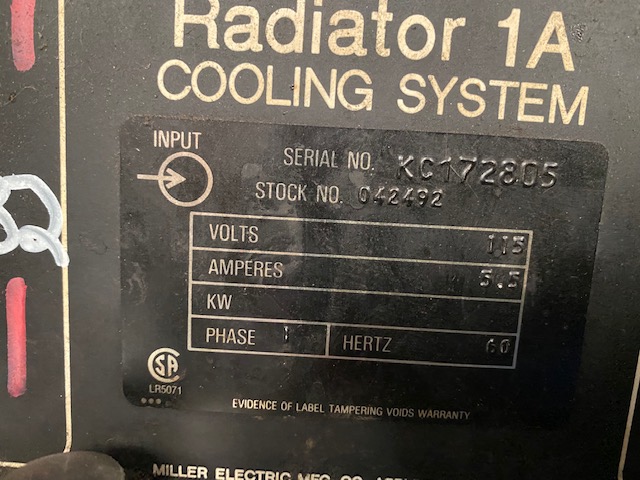 Radiator 1A
COOLING SYSTEM
INPUT
SERIAL NO. KC172805
STOCK NO. 042492
VOLTS 115
AMPERES 5.5
KW
PHASE 1 HERTZ 60
SA
LR5071
EVIDENCE OF LABEL TAMPERING VOIDS WARRANTY
MILLER ELECTRIC MFG. CO.